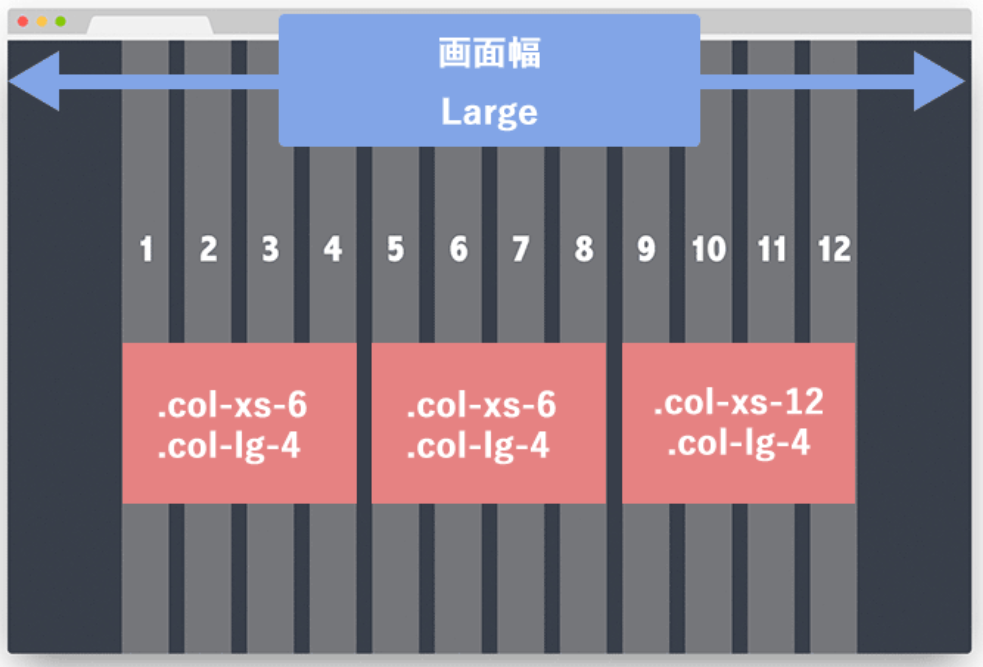 画面幅
Large
1 2 3 4 5 6 7 8 9 10 11 12
.col-xs-6
.col-lg-4
.col-xs-6
.col-lg-4
.col-xs-12
.col-lg-4